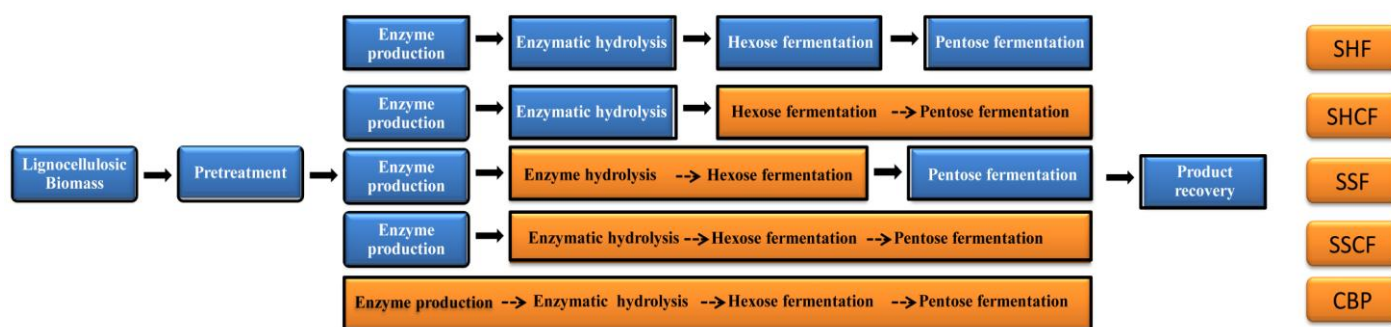 Enzyme
production
Enzymatic hydrolysis
Hexose fermentation
Pentose fermentation
SHF
Enzyme
production
Enzymatic hydrolysis
Hexose fermentation
Pentose fermentation
SHCF
Lignocellulosic
Biomass
Pretreatment
Enzyme
production
Enzyme hydrolysis
Hexose fermentation
Pentose fermentation
Product
recovery
SSF
Enzyme
production
Enzymatic hydrolysis
Hexose fermentation
Pentose fermentation
SSCF
Enzyme production
Enzymatic hydrolysis
Hexose fermentation
Pentose fermentation
CBP